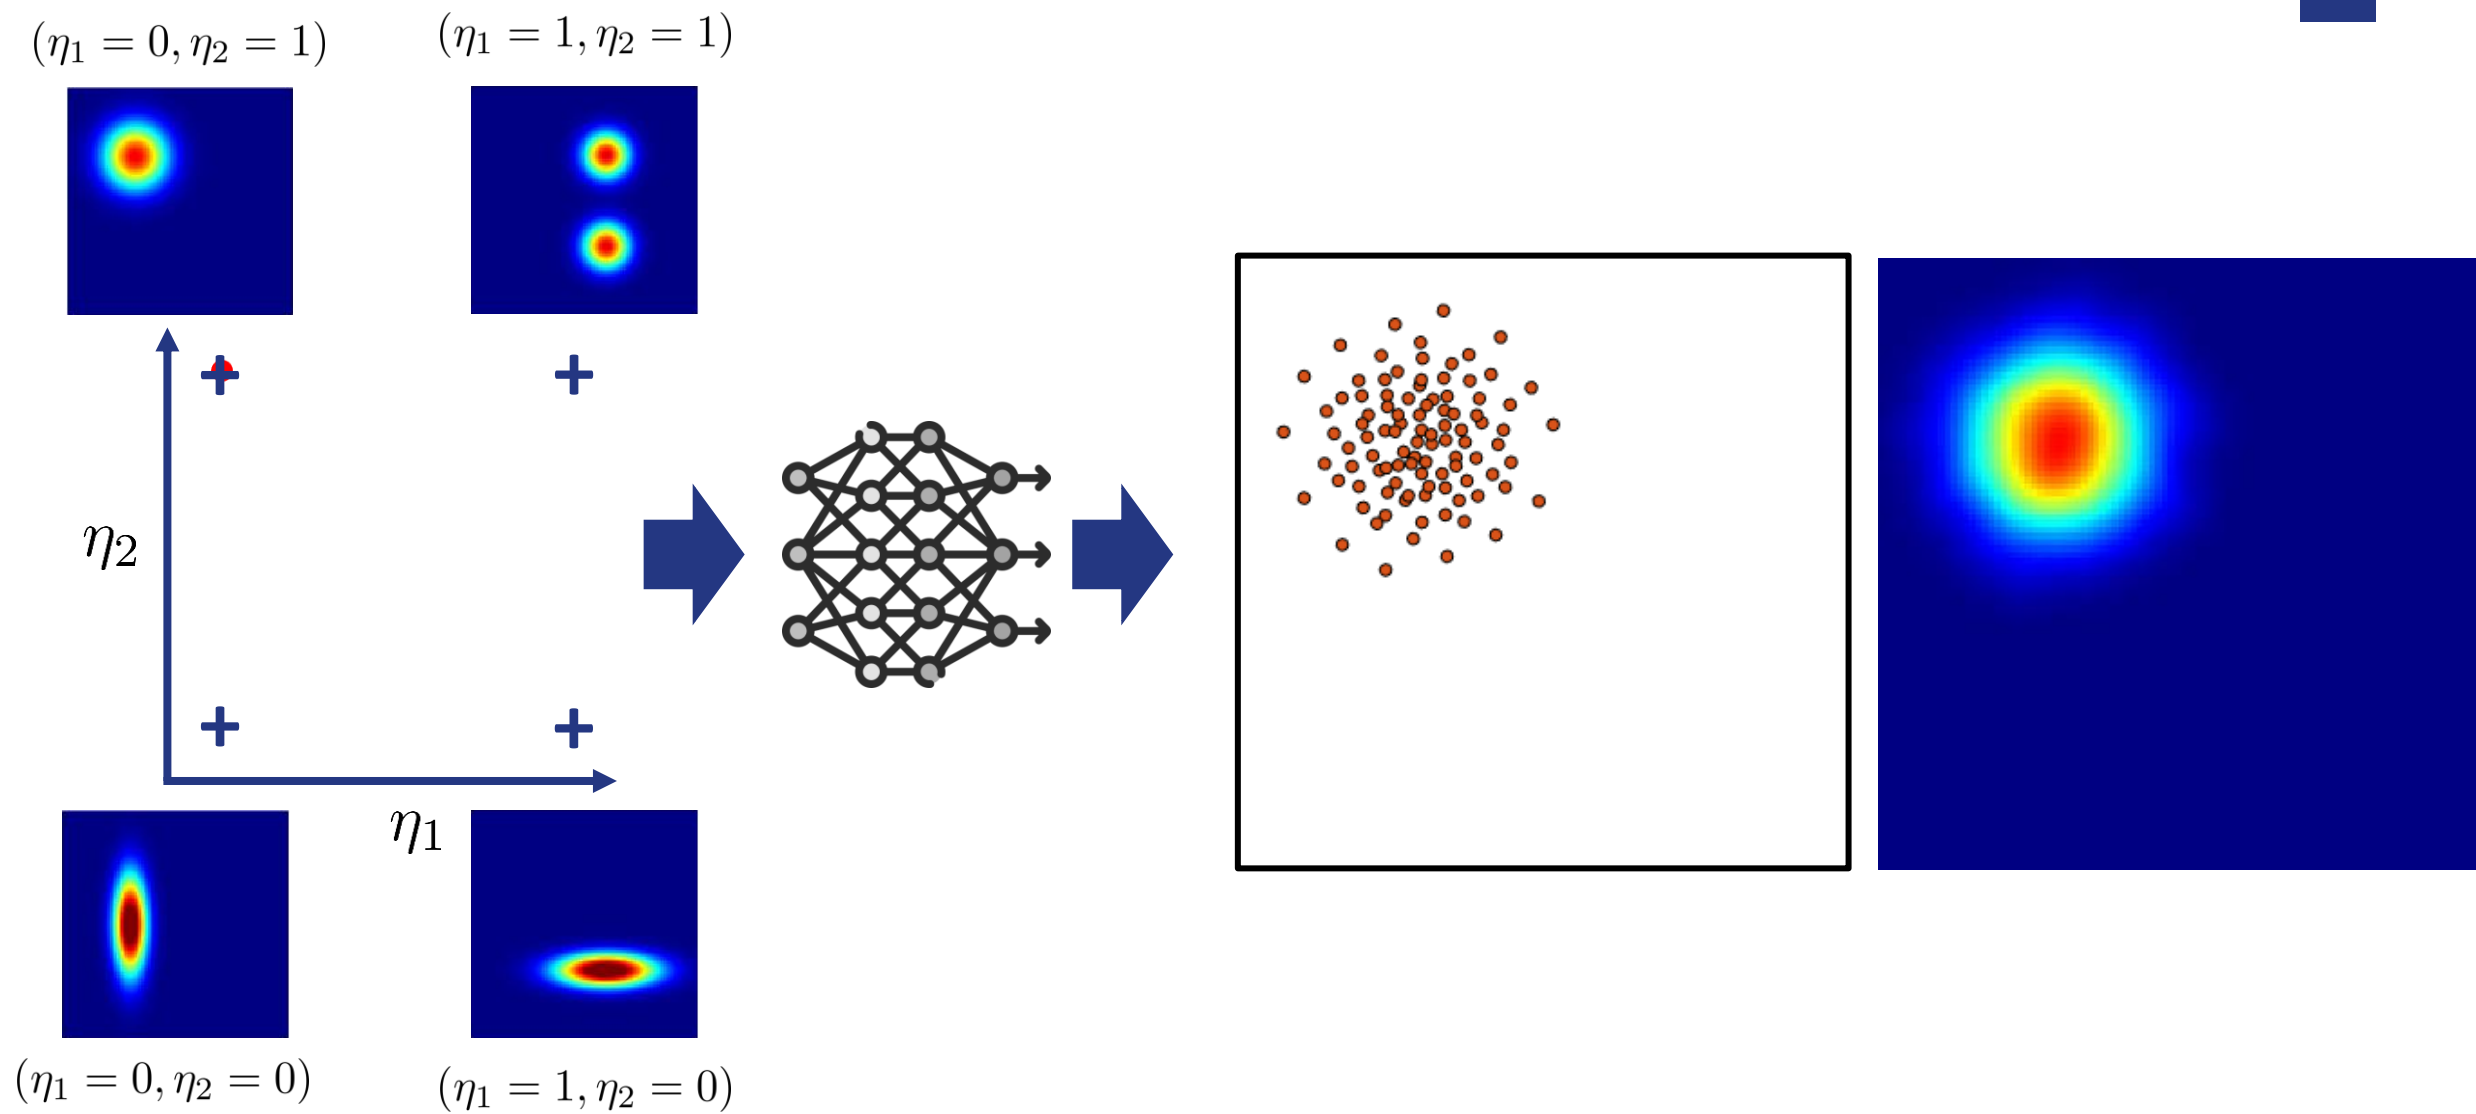 (η₁ = 0, η₂ = 1)
(η₁ = 1, η₂ = 1)
η₂
η₁
(η₁ = 0, η₂ = 0)
(η₁ = 1, η₂ = 0)